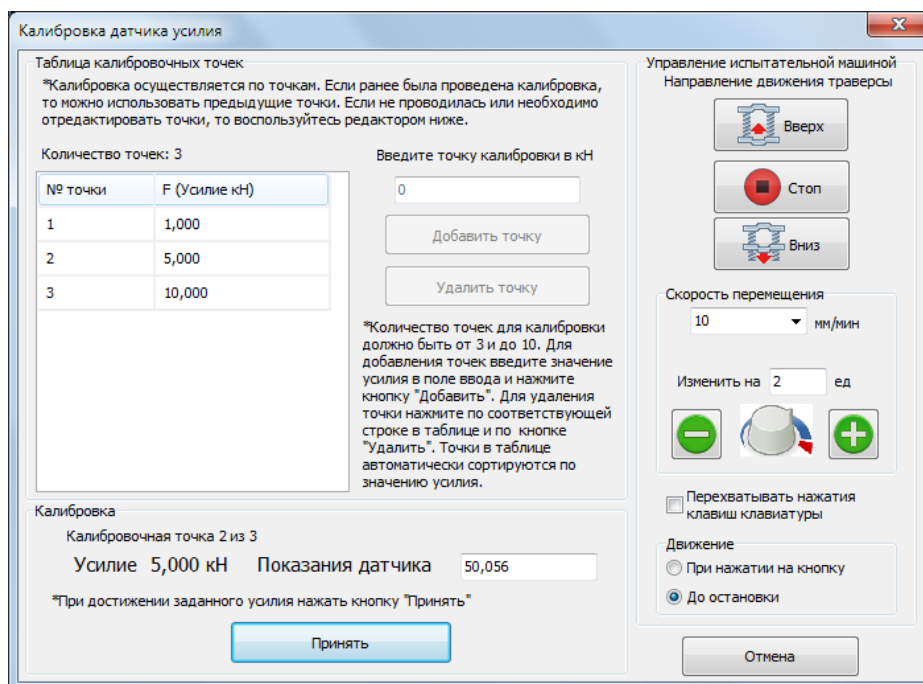 Калибровка датчика усилия
Таблица калибровочных точек
*Калибровка осуществляется по точкам. Если ранее была проведена калибровка,
то можно использовать предыдущие точки. Если не проводилась или необходимо
отредактировать точки, то воспользуйтесь редактором ниже.
Количество точек: 3
№ точки F (Усилие кН)
1 1,000
2 5,000
3 10,000
Введите точку калибровки в кН
0
Добавить точку
Удалить точку
*Количество точек для калибровки
должно быть от 3 и до 10. Для
добавления точек введите значение
усилия в поле ввода и нажмите
кнопку "Добавить". Для удаления
точки нажмите по соответствующей
строке в таблице и по кнопке
"Удалить". Точки в таблице
автоматически сортируются по
значению усилия.
Калибровка
Калибровочная точка 2 из 3
Усилие 5,000 кН Показания датчика 50,056
*При достижении заданного усилия нажать кнопку "Принять"
Принять
Управление испытательной машиной
Направление движения траверсы
Вверх
Стоп
Вниз
Скорость перемещения
10 мм/мин
Изменить на 2 ед
Перехватывать нажатия
клавиш клавиатуры
Движение
При нажатии на кнопку
До остановки
Отмена